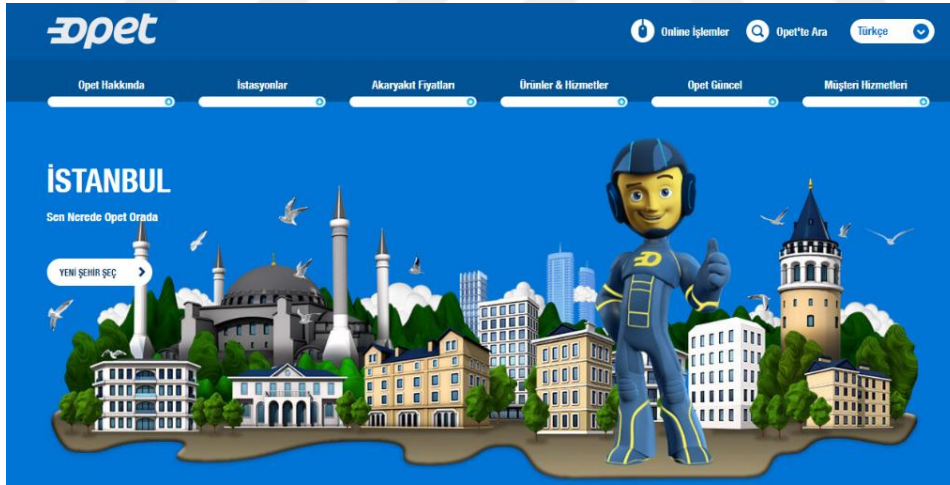 opet
Online İşlemler
Opet'te Ara
Türkçe
Opet Hakkında
İstasyonlar
Akaryakıt Fiyatları
Ürünler & Hizmetler
Opet Güncel
Müşteri Hizmetleri
İSTANBUL
Sen Nerede Opet Orada
YENİ ŞEHİR ŞEÇ